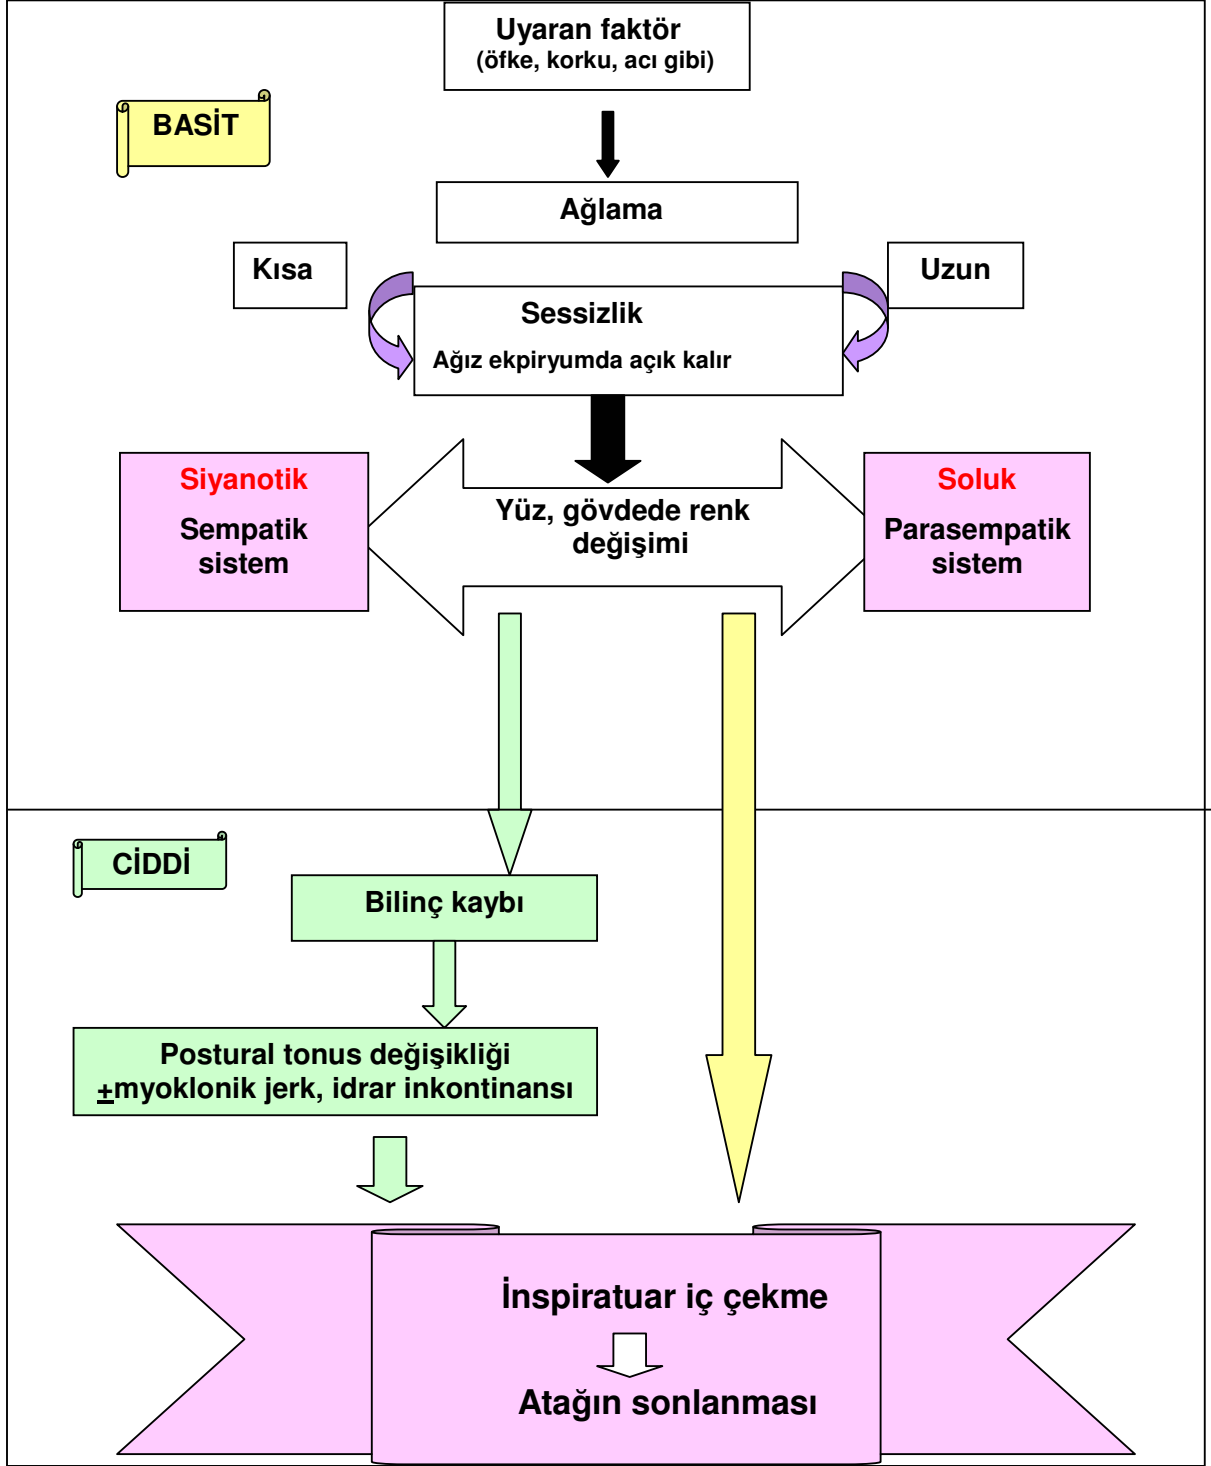 Uyaran faktör
(öfke, korku, acı gibi)
BASİT
Ağlama
Kısa
Uzun
Sessizlik
Ağız ekpiryumda açık kalır
Siyanotik
Sempatik
sistem
Yüz, gövdede renk
değişimi
Soluk
Parasempatik
sistem
CİDDİ
Bilinç kaybı
Postural tonus değişikliği
±myoklonik jerk, idrar inkontinansı
İnspiratuar iç çekme
Atağın sonlanması